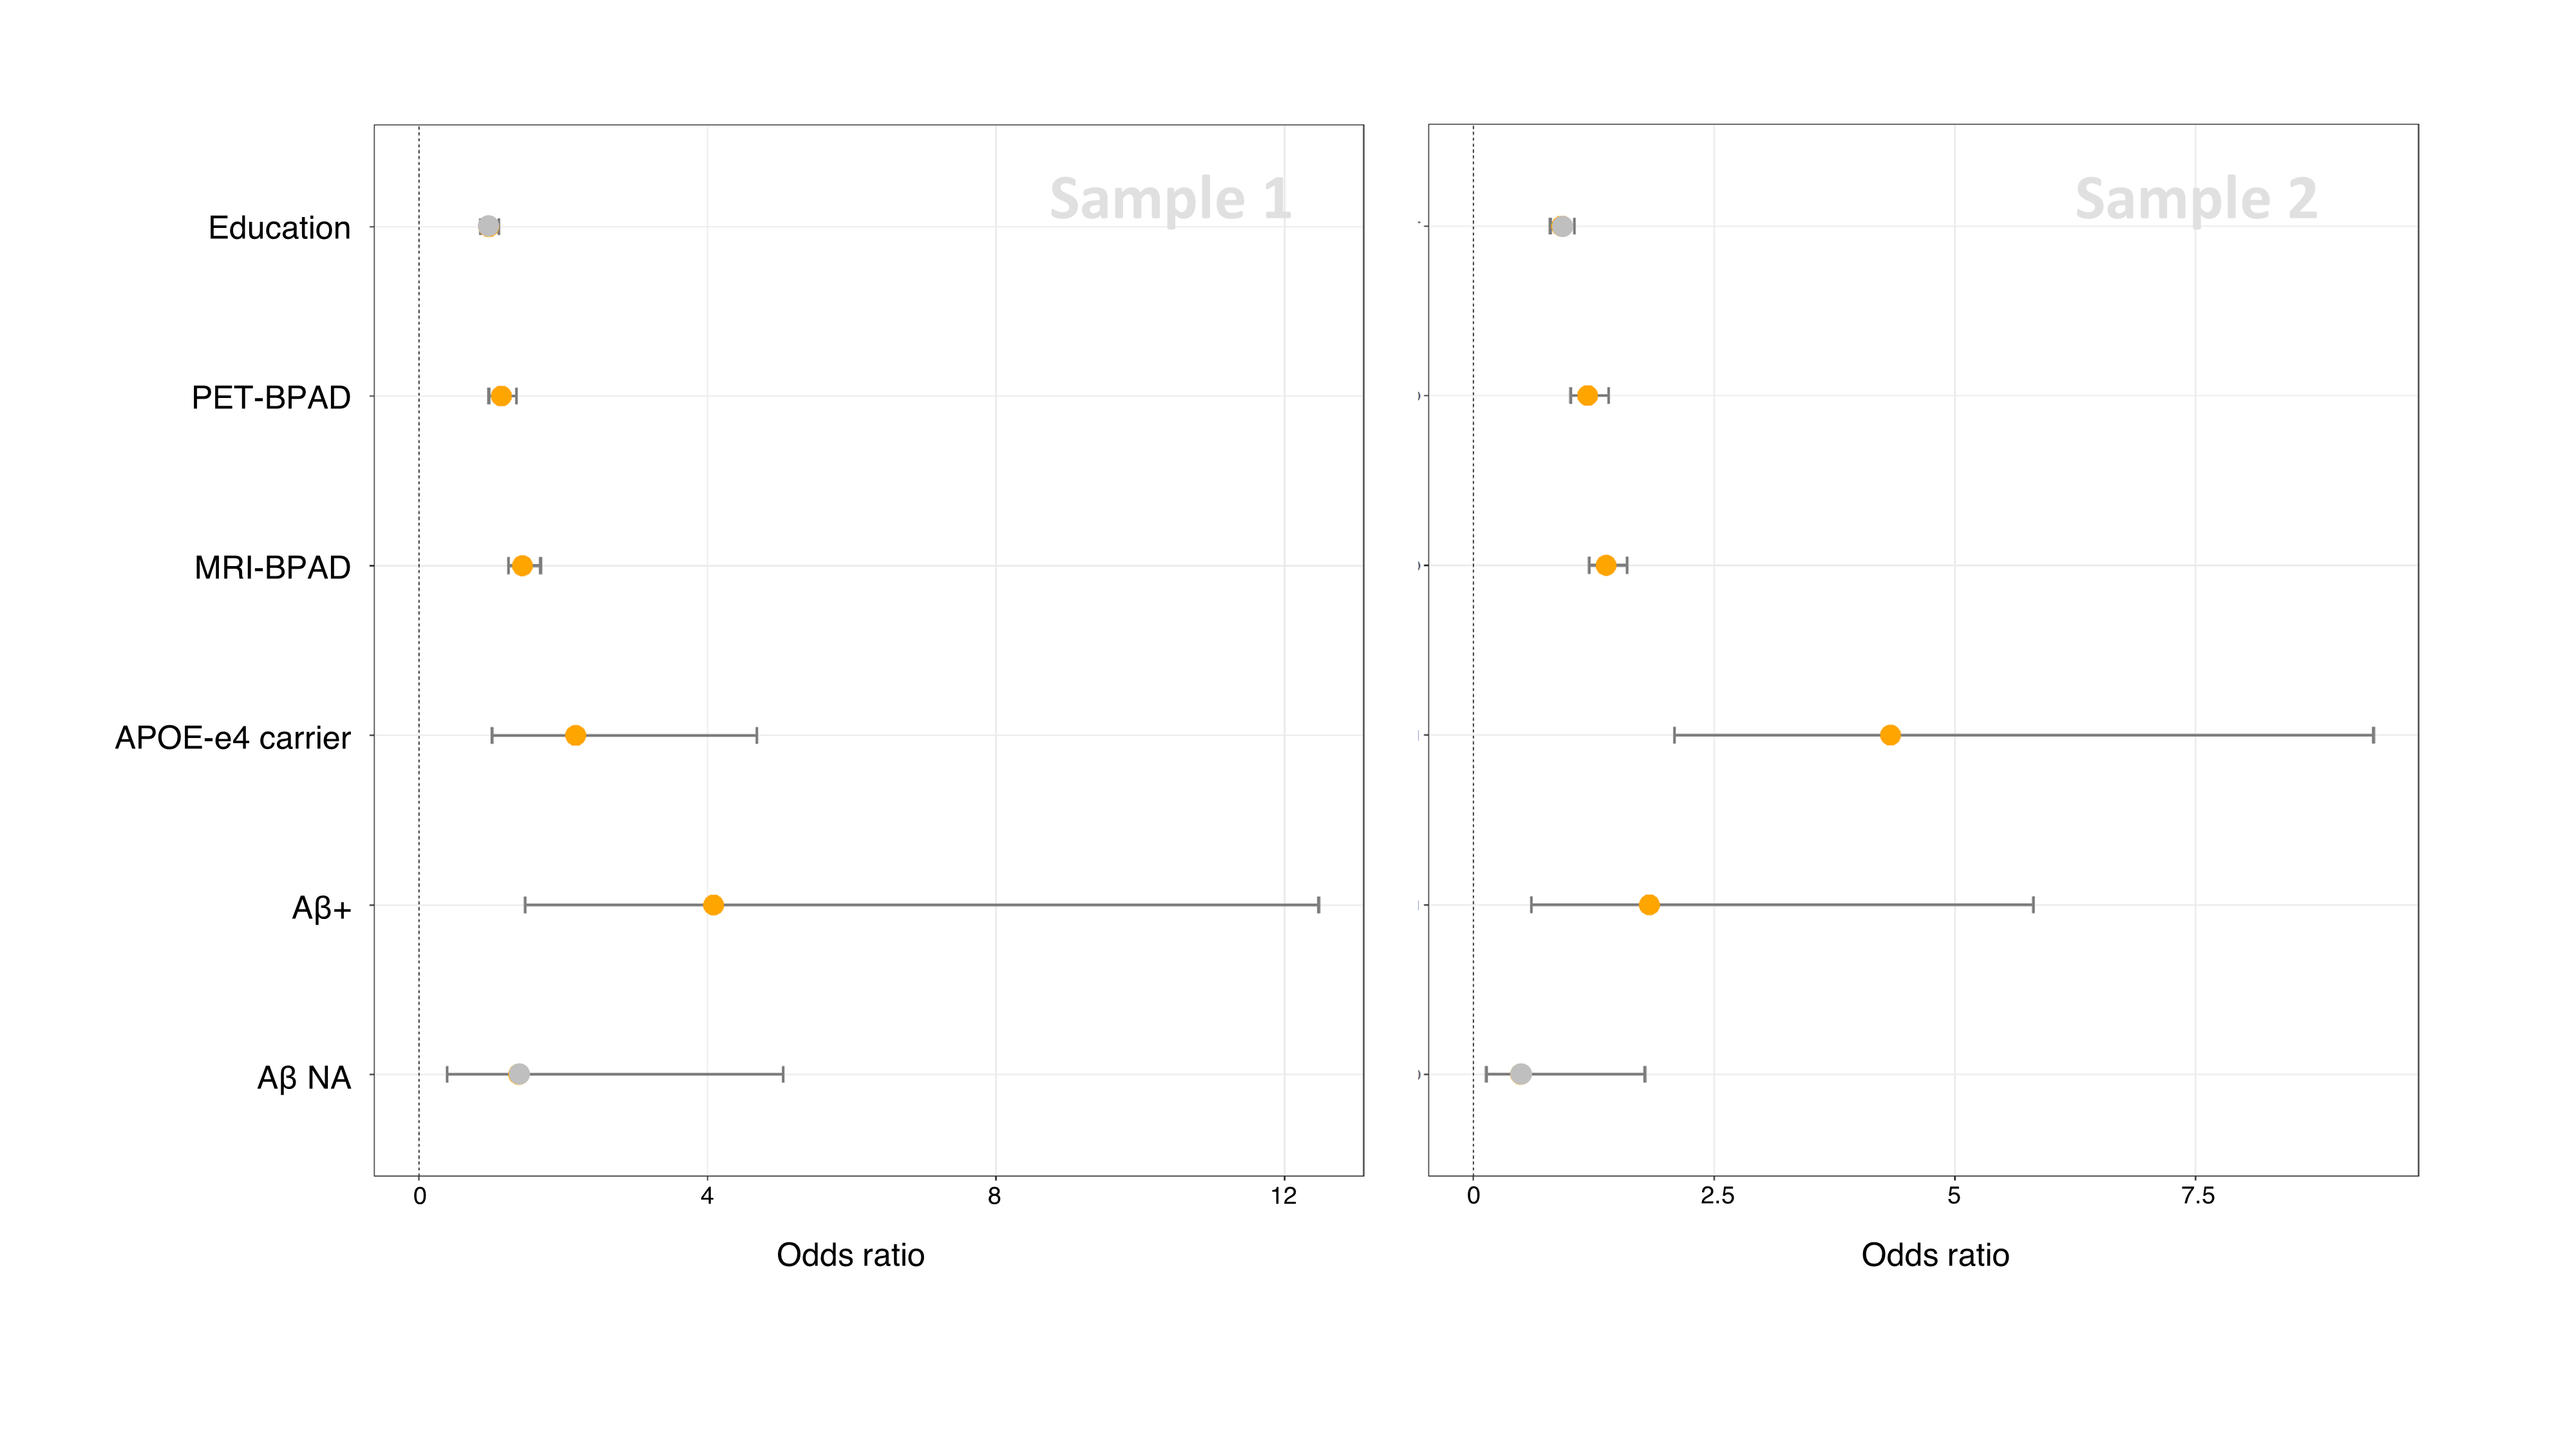 Sample 1
Sample 2
Education
PET-BPAD
MRI-BPAD
APOE-e4 carrier
Aβ+
Aβ NA
0 4 8 12
0 2.5 5 7.5
Odds ratio
Odds ratio